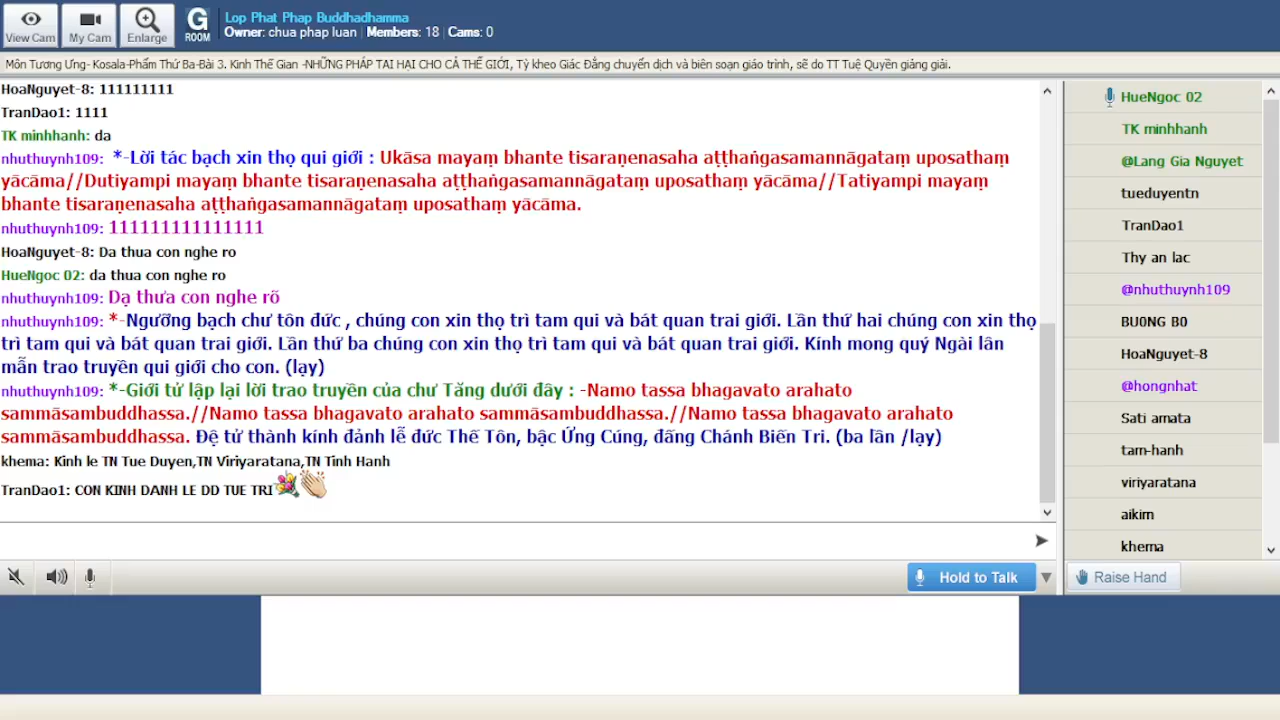 View Cam
My Cam
Enlarge
G
ROOM
Lop Phat Phap Buddhadhamma
Owner: chua phap luan | Members: 18 | Cams: 0
Môn Tương Ưng- Kosala-Phẩm Thứ Ba-Bài 3. Kinh Thế Gian -NHỮNG PHÁP TAI HẠI CHO CẢ THẾ GIỚI, Tỳ kheo Giác Đẳng chuyển dịch và biên soạn giáo trình, sẽ do TT Tuệ Quyền giảng giải.
HoaNguyet-8: 111111111
TranDao1: 1111
TK minhhanh: da
nhuthuynh109: *-Lời tác bạch xin thọ qui giới : Ukāsa mayaṃ bhante tisaraṇenasaha aṭṭhaṅgasamannāgataṃ uposathaṃ
yācāma//Dutiyampi mayaṃ bhante tisaraṇenasaha aṭṭhaṅgasamannāgataṃ uposathaṃ yācāma//Tatiyampi mayaṃ
bhante tisaraṇenasaha aṭṭhaṅgasamannāgataṃ uposathaṃ yācāma.
nhuthuynh109: 111111111111111
HoaNguyet-8: Da thua con nghe ro
HueNgoc 02: da thua con nghe ro
nhuthuynh109: Dạ thưa con nghe rõ
nhuthuynh109: *-Ngưỡng bạch chư tôn đức , chúng con xin thọ trì tam qui và bát quan trai giới. Lần thứ hai chúng con xin thọ
trì tam qui và bát quan trai giới. Lần thứ ba chúng con xin thọ trì tam qui và bát quan trai giới. Kính mong quý Ngài lân
mẫn trao truyền qui giới cho con. (lạy)
nhuthuynh109: *-Giới tử lập lại lời trao truyền của chư Tăng dưới đây : -Namo tassa bhagavato arahato
sammāsambuddhassa.//Namo tassa bhagavato arahato sammāsambuddhassa.//Namo tassa bhagavato arahato
sammāsambuddhassa. Đệ tử thành kính đảnh lễ đức Thế Tôn, bậc Ứng Cúng, đấng Chánh Biến Tri. (ba lần /lạy)
khema: Kinh le TN Tue Duyen,TN Viriyaratana,TN Tinh Hanh
TranDao1: CON KINH DANH LE DD TUE TRI
HueNgoc 02
TK minhhanh
@Lang Gia Nguyet
tueduyentn
TranDao1
Thy an lac
@nhuthuynh109
BU0NG B0
HoaNguyet-8
@hongnhat
Sati amata
tam-hanh
viriyaratana
aikim
khema
Hold to Talk
Raise Hand